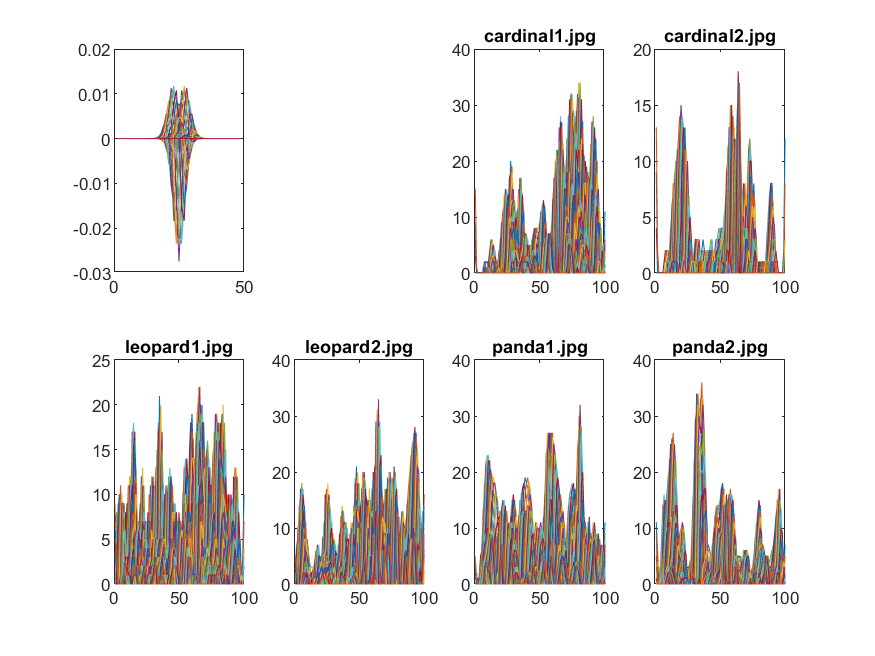 cardinal1.jpg cardinal2.jpg
0.02 40 20
0.01 30 15
0
-0.01 20 10
-0.02 10 5
-0.03 0 0
0 50 0 50 100 0 50 100
leopard1.jpg leopard2.jpg panda1.jpg panda2.jpg
25 40 40 40
20 30 30 30
15 20 20 20
10 10 10 10
5
0 0 0 0
0 50 100 0 50 100 0 50 100 0 50 100